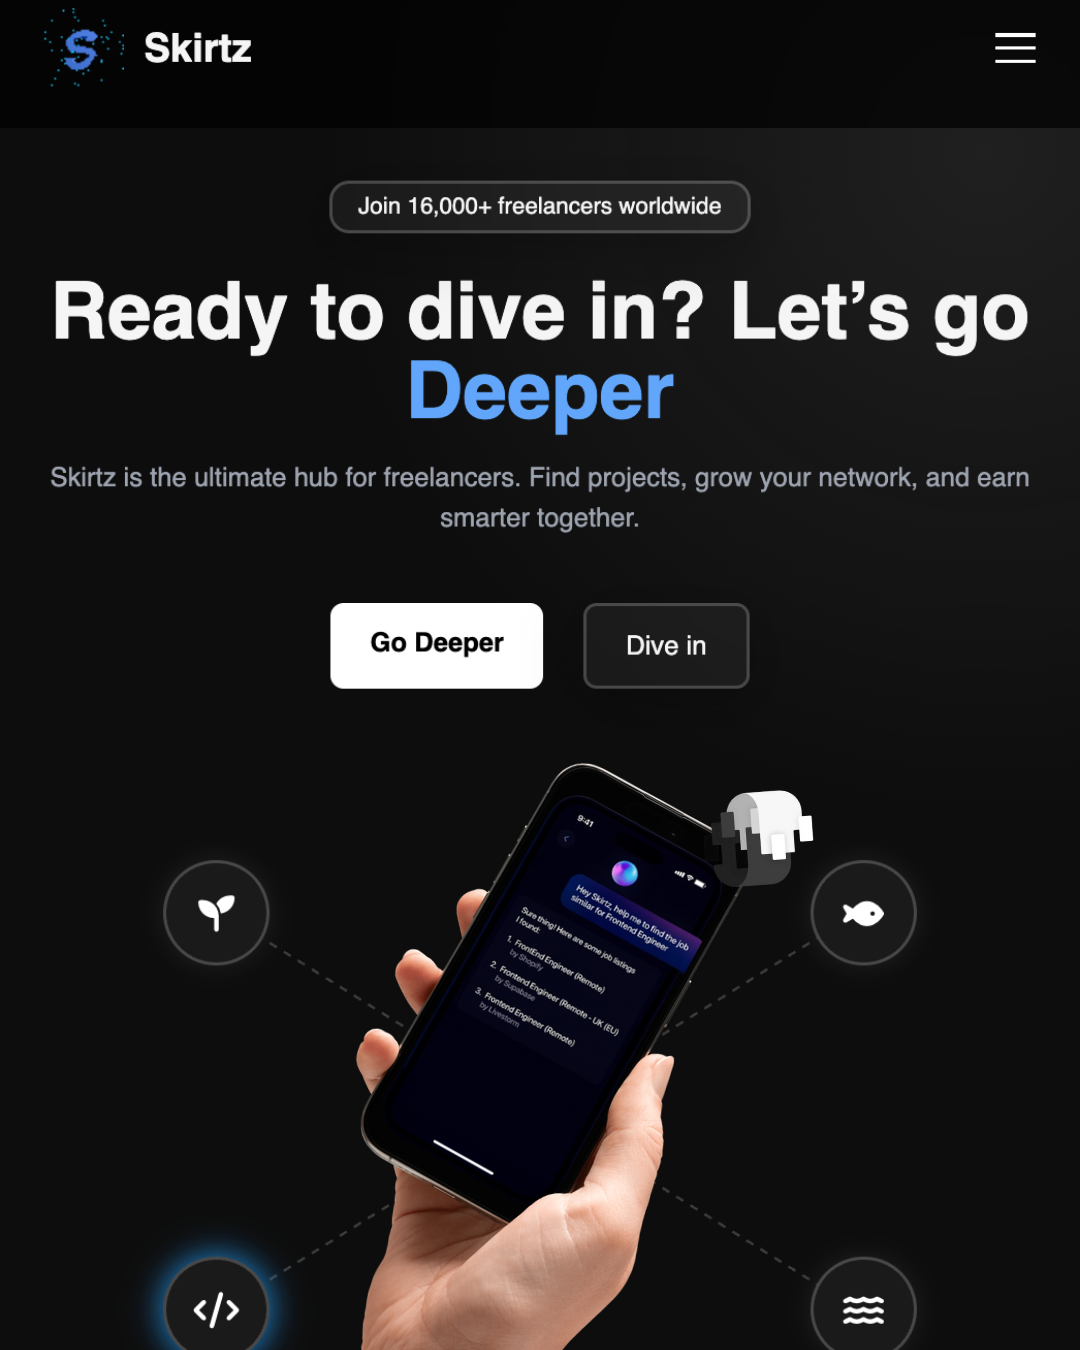 Skirtz
Join 16,000+ freelancers worldwide
Ready to dive in? Let’s go
Deeper
Skirtz is the ultimate hub for freelancers. Find projects, grow your network, and earn
smarter together.
Go Deeper
Dive in
9:41
Hey Skirtz, help me to find the job
similar for Frontend Engineer
Sure thing! Here are some job listings
I found:
1. FrontEnd Engineer (Remote)
by Shopify
2. Frontend Engineer (Remote - UK (EU)
by Supabase
3. Frontend Engineer (Remote)
by Livestorm